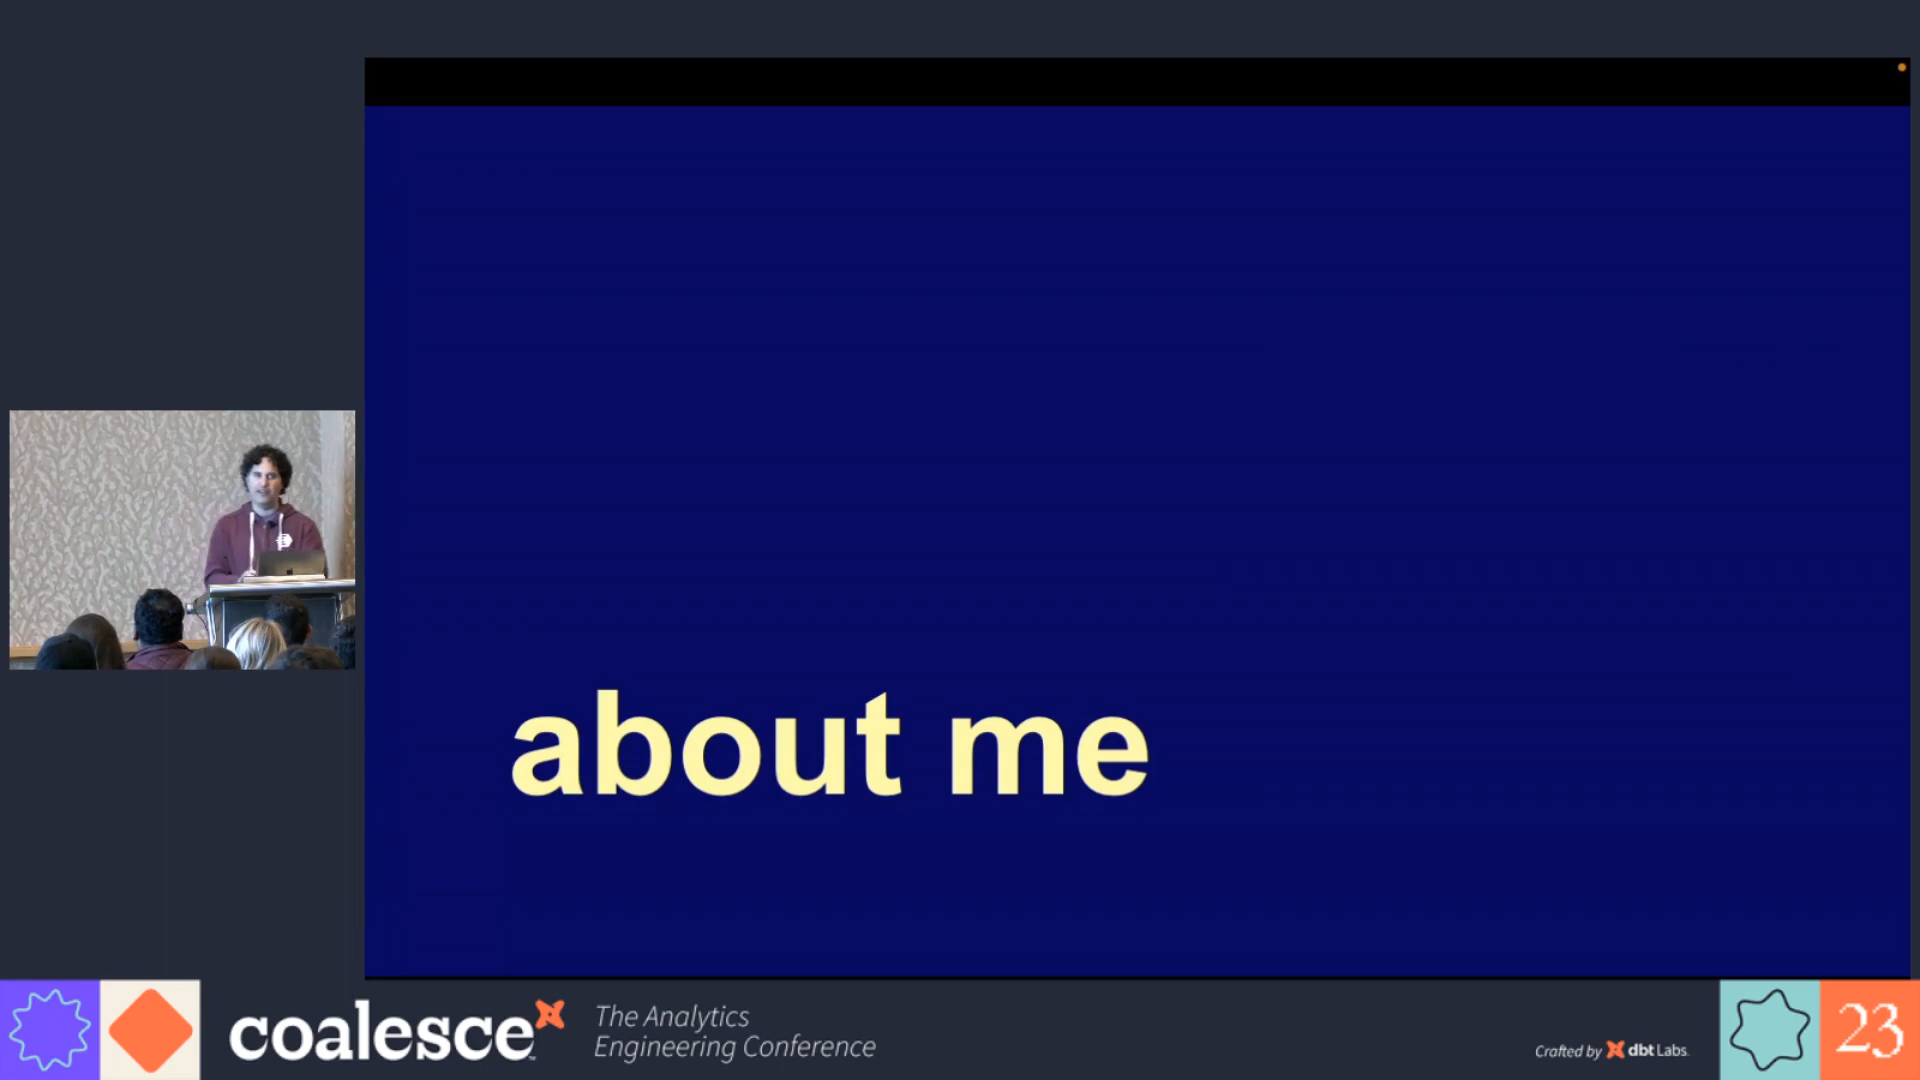 about me
coalesce
The Analytics
Engineering Conference
Crafted by dbt Labs
23